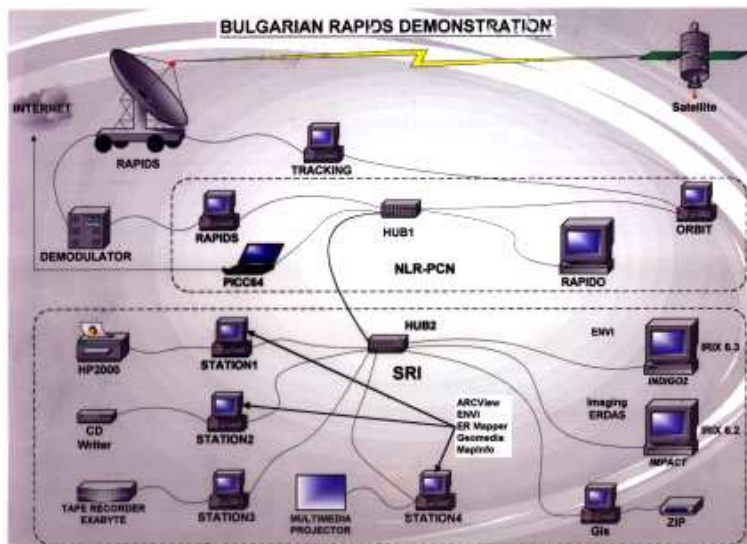 BULGARIAN RAPIDS DEMONSTRATION
INTERNET
Satellite
RAPIDS
TRACKING
RAPIDS
HUB1
ORBIT
DEMODULATOR
PICC64
NLR-PCN
RAPIDO
HUB2
ENVI
IRIX 6.3
HP2000
STATION1
SRI
INDIGO2
ARCView
ENVI
ER Mapper
Geomedia
MapInfo
Imaging
ERDAS
CD
Writer
STATION2
IRIX 6.2
IMPACT
TAPE RECORDER
EXABYTE
STATION3
MULTIMEDIA
PROJECTOR
STATION4
GIs
ZIP